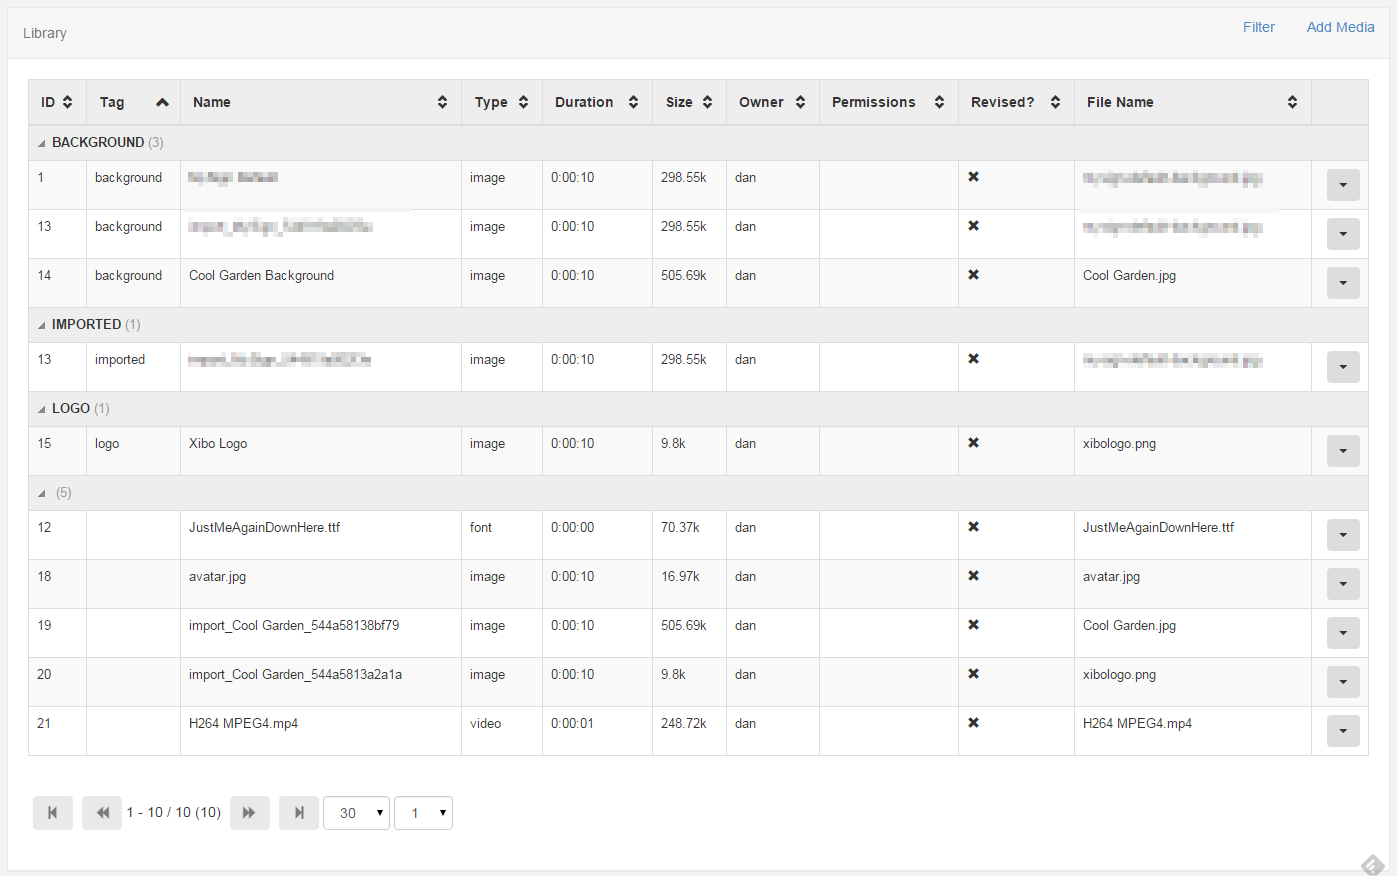 Library Filter Add Media
ID Tag Name Type Duration Size Owner Permissions Revised? File Name
BACKGROUND (3)
1 background image 0:00:10 298.55k dan
13 background image 0:00:10 298.55k dan
14 background Cool Garden Background image 0:00:10 505.69k dan Cool Garden.jpg
IMPORTED (1)
13 imported image 0:00:10 298.55k dan
LOGO (1)
15 logo Xibo Logo image 0:00:10 9.8k dan xibologo.png
(5)
12 JustMeAgainDownHere.ttf font 0:00:00 70.37k dan JustMeAgainDownHere.ttf
18 avatar.jpg image 0:00:10 16.97k dan avatar.jpg
19 import_Cool Garden_544a58138bf79 image 0:00:10 505.69k dan Cool Garden.jpg
20 import_Cool Garden_544a5813a2a1a image 0:00:10 9.8k dan xibologo.png
21 H264 MPEG4.mp4 video 0:00:01 248.72k dan H264 MPEG4.mp4
1 - 10 / 10 (10) 30 1